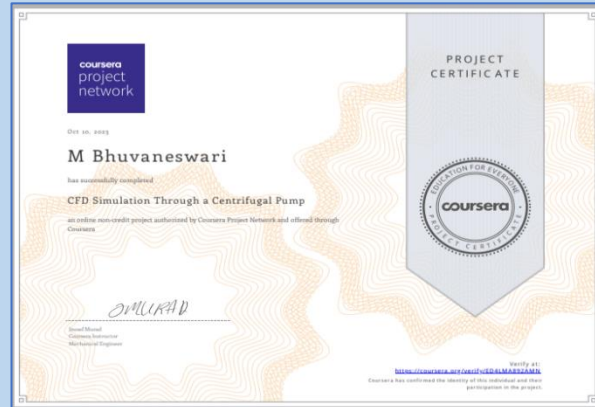 coursera
project
network
Oct 10, 2023
M Bhuvaneswari
has successfully completed
CFD Simulation Through a Centrifugal Pump
an online non-credit project authorized by Coursera Project Network and offered through
Coursera
Coursera Instructor
Mechanical Engineer
PROJECT
CERTIFICATE
EDUCATION FOR EVERYONE
coursera
PROJECT CERTIFICATE
Verify at:
Coursera has confirmed the identity of this individual and their
participation in the project.